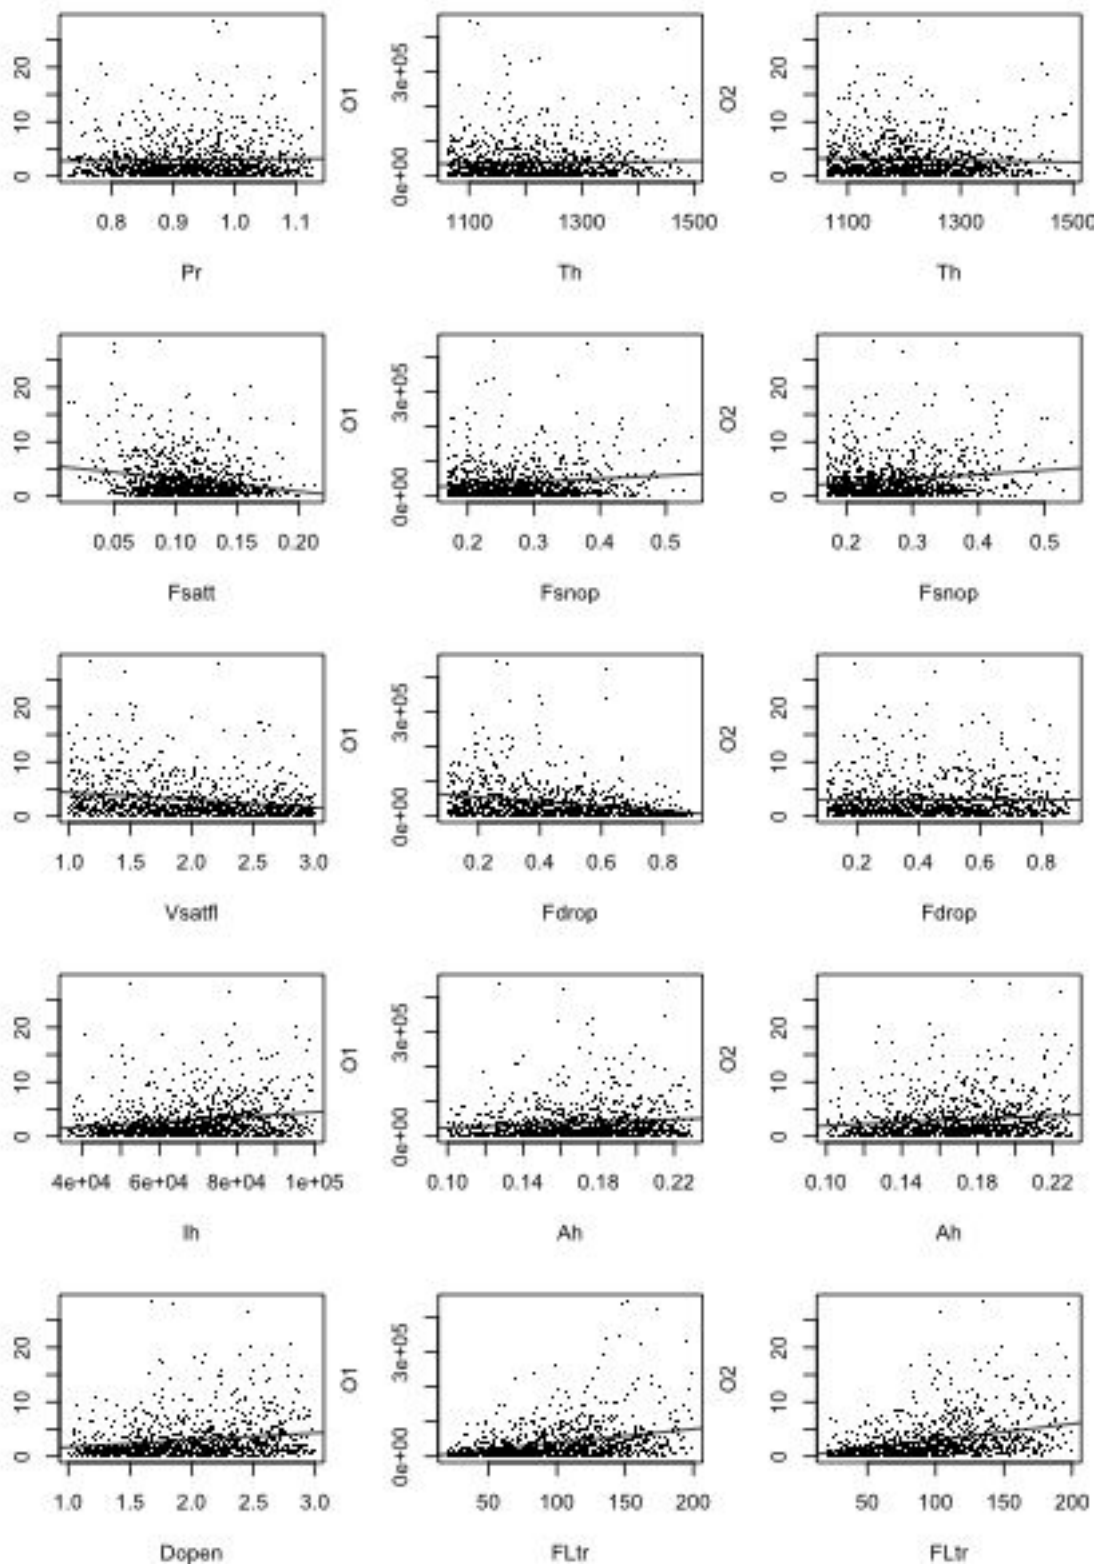 20 10 0 O1 3e+05 0e+00 O2 20 10 0
0.8 0.9 1.0 1.1 1100 1300 1500 1100 1300 1500
Pr Th Th
20 10 0 O1 3e+05 0e+00 O2 20 10 0
0.05 0.10 0.15 0.20 0.2 0.3 0.4 0.5 0.2 0.3 0.4 0.5
Fsatt Fsnop Fsnop
20 10 0 O1 3e+05 0e+00 O2 20 10 0
1.0 1.5 2.0 2.5 3.0 0.2 0.4 0.6 0.8 0.2 0.4 0.6 0.8
Vsatfl Fdrop Fdrop
20 10 0 O1 3e+05 0e+00 O2 20 10 0
4e+04 6e+04 8e+04 1e+05 0.10 0.14 0.18 0.22 0.10 0.14 0.18 0.22
Ih Ah Ah
20 10 0 O1 3e+05 0e+00 O2 20 10 0
1.0 1.5 2.0 2.5 3.0 50 100 150 200 50 100 150 200
Dopen FLtr FLtr